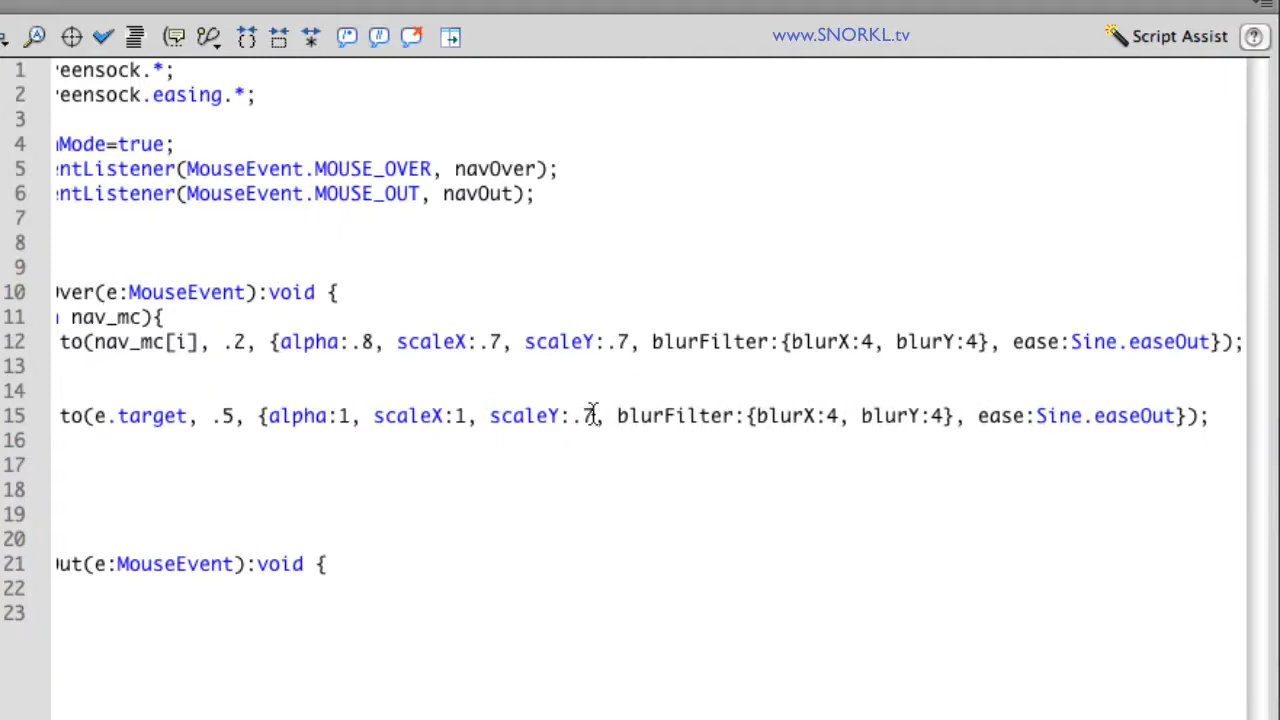 www.SNORKL.tv
Script Assist
1 reensock.*;
2 reensock.easing.*;
3
4 Mode=true;
5 entListener(MouseEvent.MOUSE_OVER, navOver);
6 entListener(MouseEvent.MOUSE_OUT, navOut);
7
8
9
10 ver(e:MouseEvent):void {
11 nav_mc){
12 to(nav_mc[i], .2, {alpha:.8, scaleX:.7, scaleY:.7, blurFilter:{blurX:4, blurY:4}, ease:Sine.easeOut});
13
14
15 to(e.target, .5, {alpha:1, scaleX:1, scaleY:.7, blurFilter:{blurX:4, blurY:4}, ease:Sine.easeOut});
16
17
18
19
20
21 ut(e:MouseEvent):void {
22
23